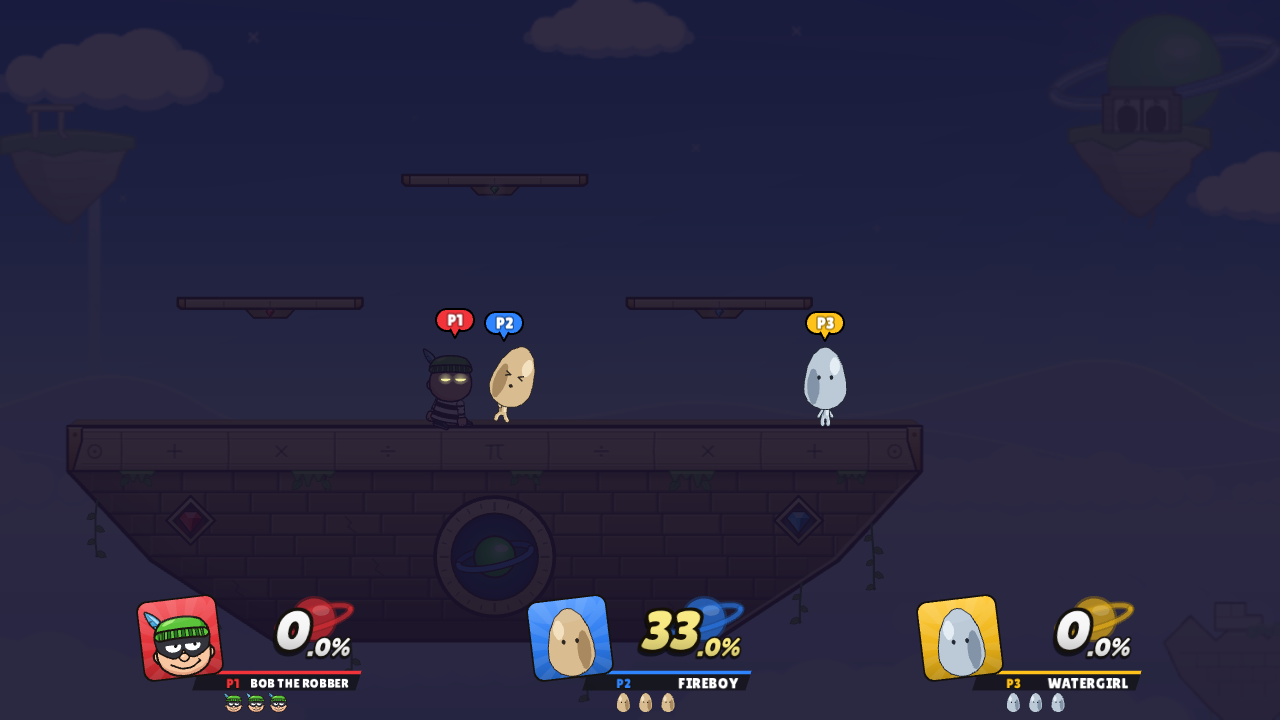 P1
P2
P3
+ × ÷ π ÷ × +
0.0%
P1 BOB THE ROBBER
33.0%
P2 FIREBOY
0.0%
P3 WATERGIRL